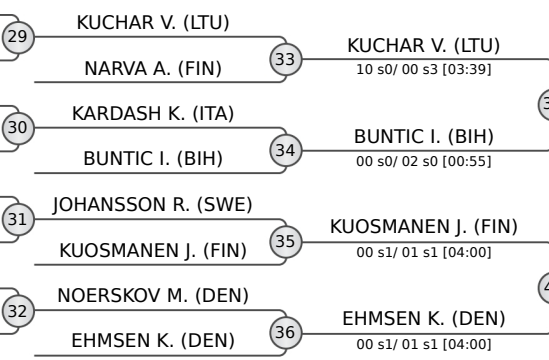 29
KUCHAR V. (LTU)
NARVA A. (FIN)
33
KUCHAR V. (LTU)
10 s0/ 00 s3 [03:39]
30
KARDASH K. (ITA)
BUNTIC I. (BIH)
34
BUNTIC I. (BIH)
00 s0/ 02 s0 [00:55]
31
JOHANSSON R. (SWE)
KUOSMANEN J. (FIN)
35
KUOSMANEN J. (FIN)
00 s1/ 01 s1 [04:00]
32
NOERSKOV M. (DEN)
EHMSEN K. (DEN)
36
EHMSEN K. (DEN)
00 s1/ 01 s1 [04:00]